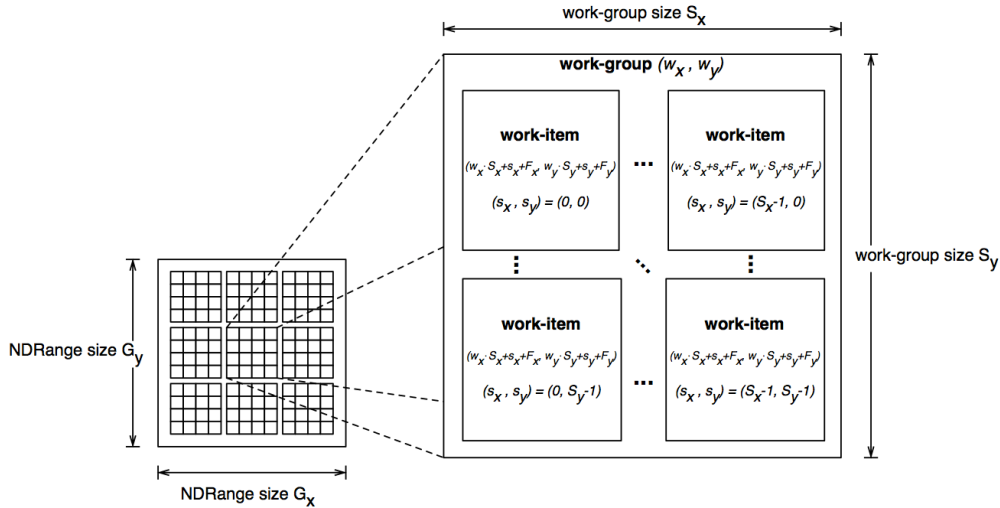 work-group size Sx
work-group (wx , wy)
work-item
(wx· Sx+sx+Fx, wy· Sy+sy+Fy)
(sx , sy) = (0, 0)
...
work-item
(wx· Sx+sx+Fx, wy· Sy+sy+Fy)
(sx , sy) = (Sx-1, 0)
work-group size Sy
work-item
(wx· Sx+sx+Fx, wy· Sy+sy+Fy)
(sx , sy) = (0, Sy-1)
...
work-item
(wx· Sx+sx+Fx, wy· Sy+sy+Fy)
(sx , sy) = (Sx-1, Sy-1)
NDRange size Gy
NDRange size Gx